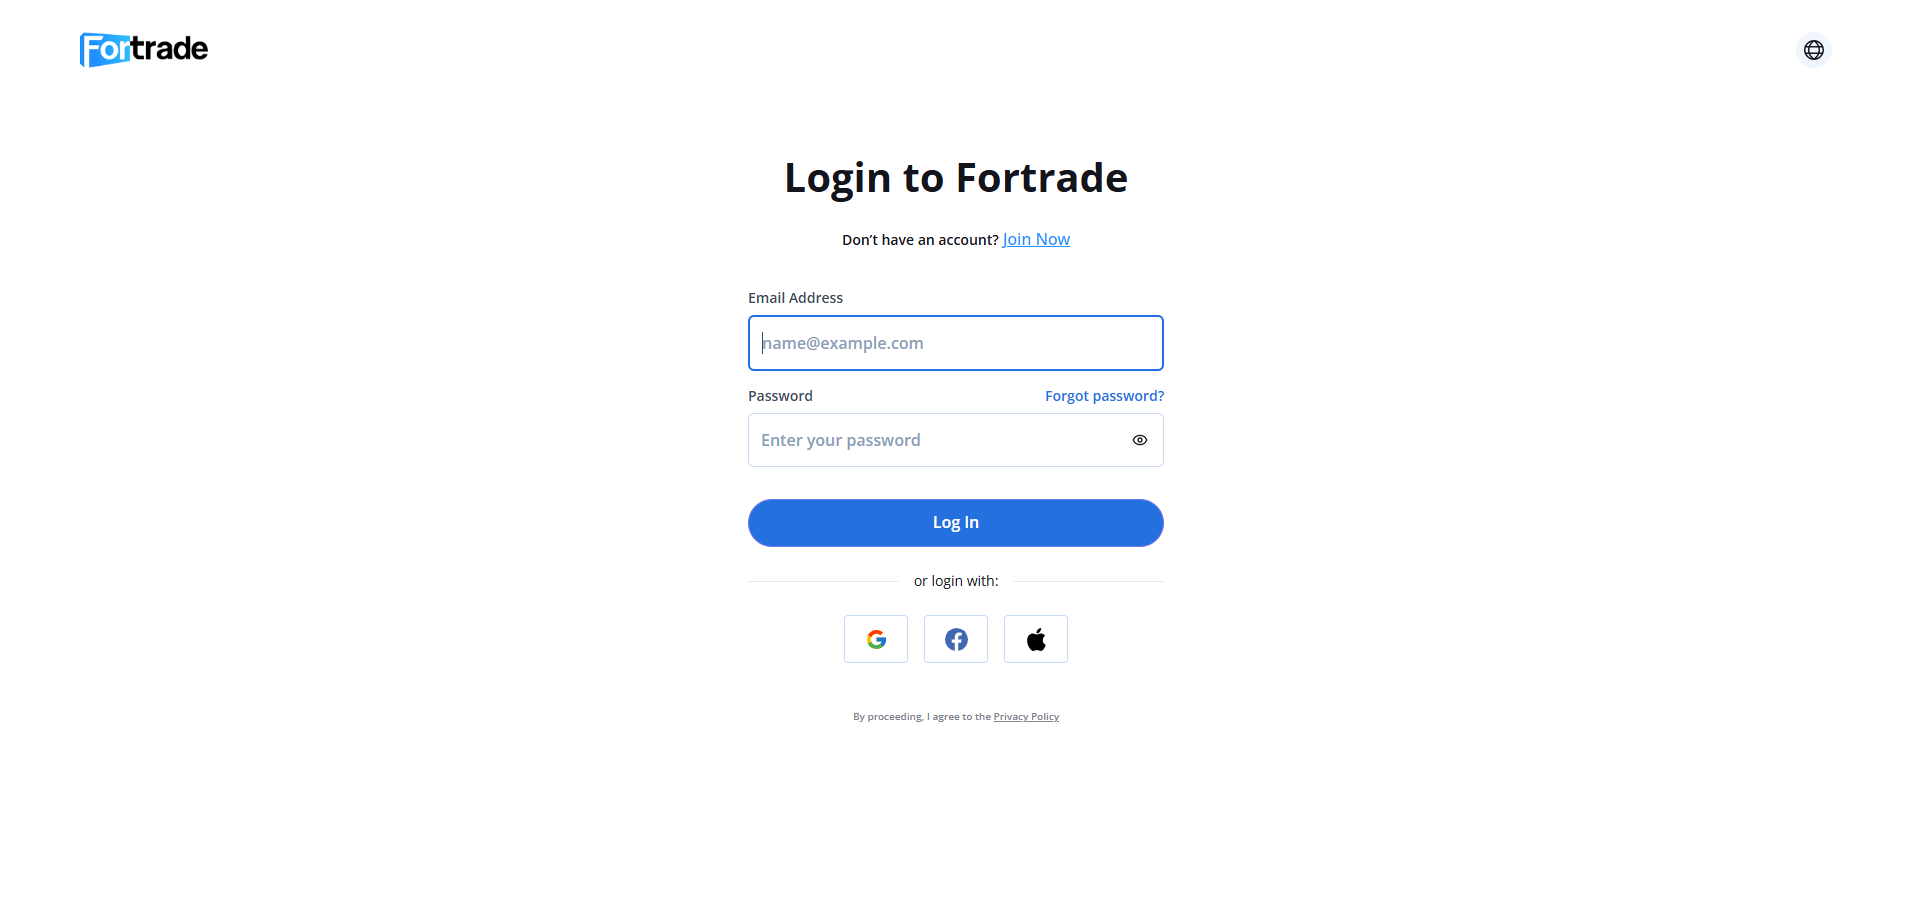 Fortrade
Login to Fortrade
Don’t have an account? Join Now
Email Address
name@example.com
Password Forgot password?
Enter your password
Log In
or login with:
By proceeding, I agree to the Privacy Policy